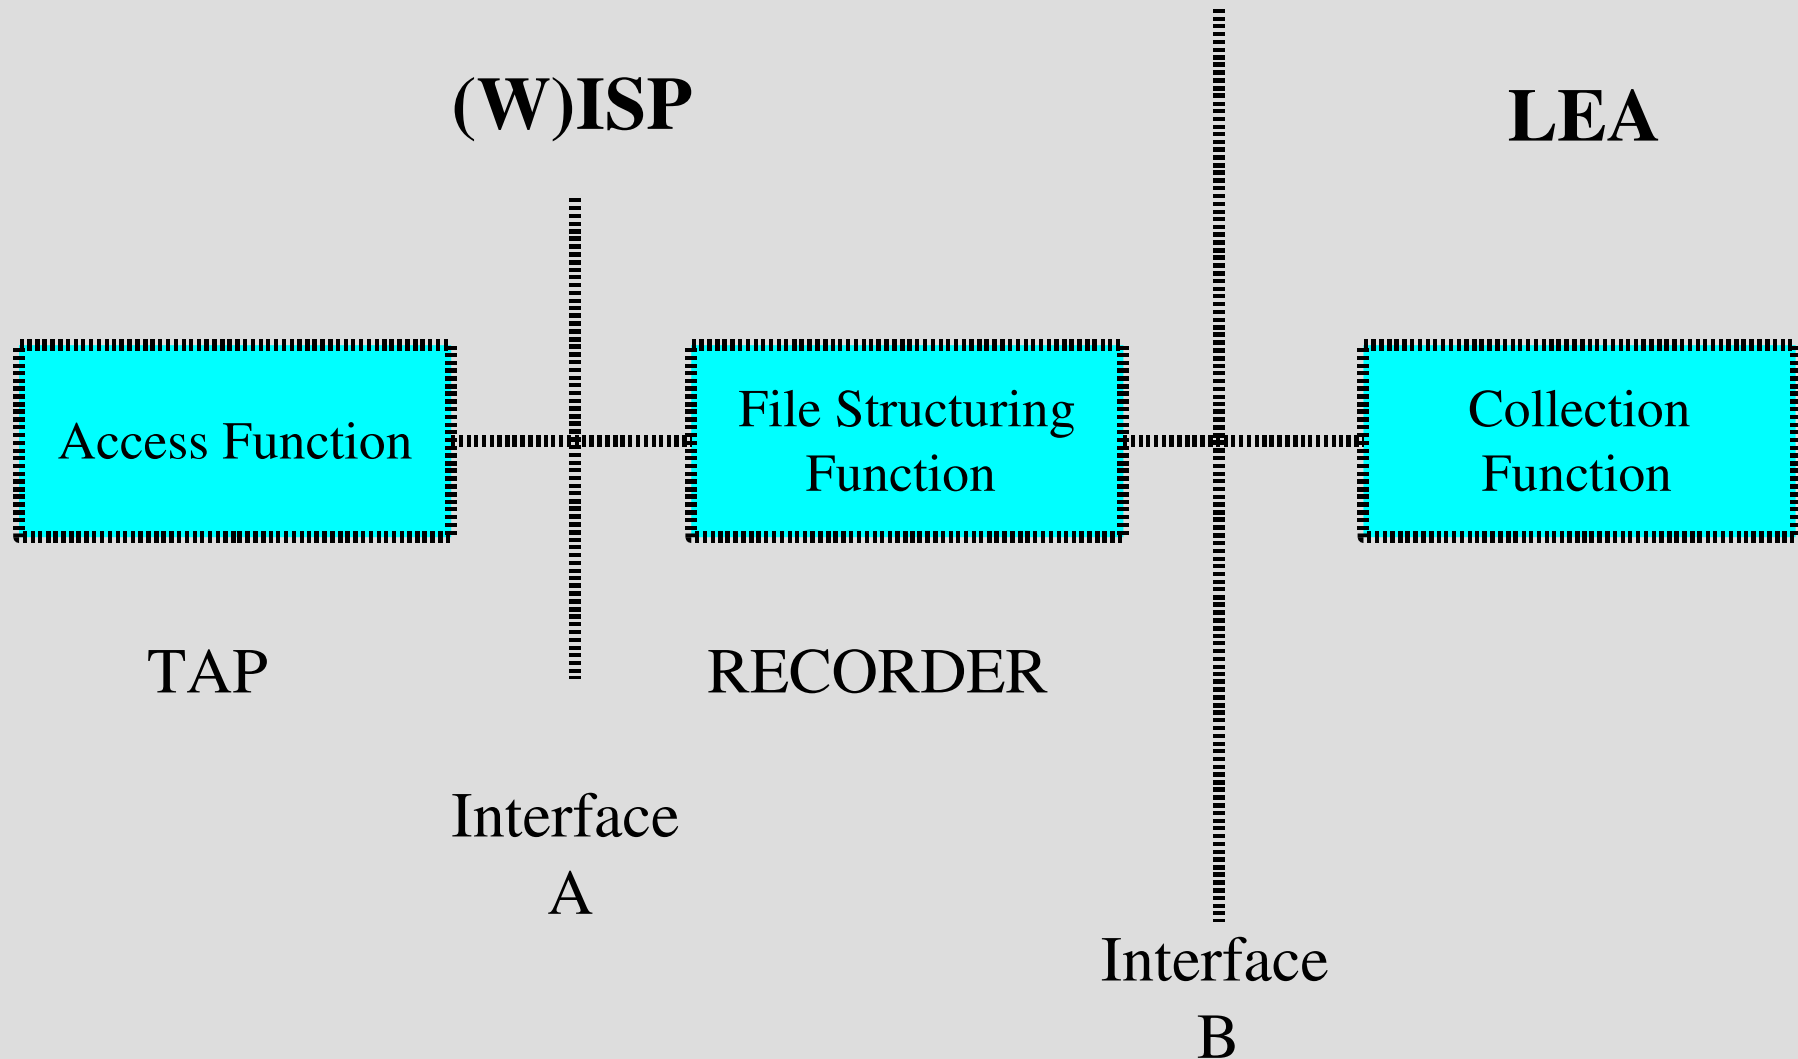 (W)ISP
LEA
Access Function
File Structuring
Function
Collection
Function
TAP
RECORDER
Interface
A
Interface
B